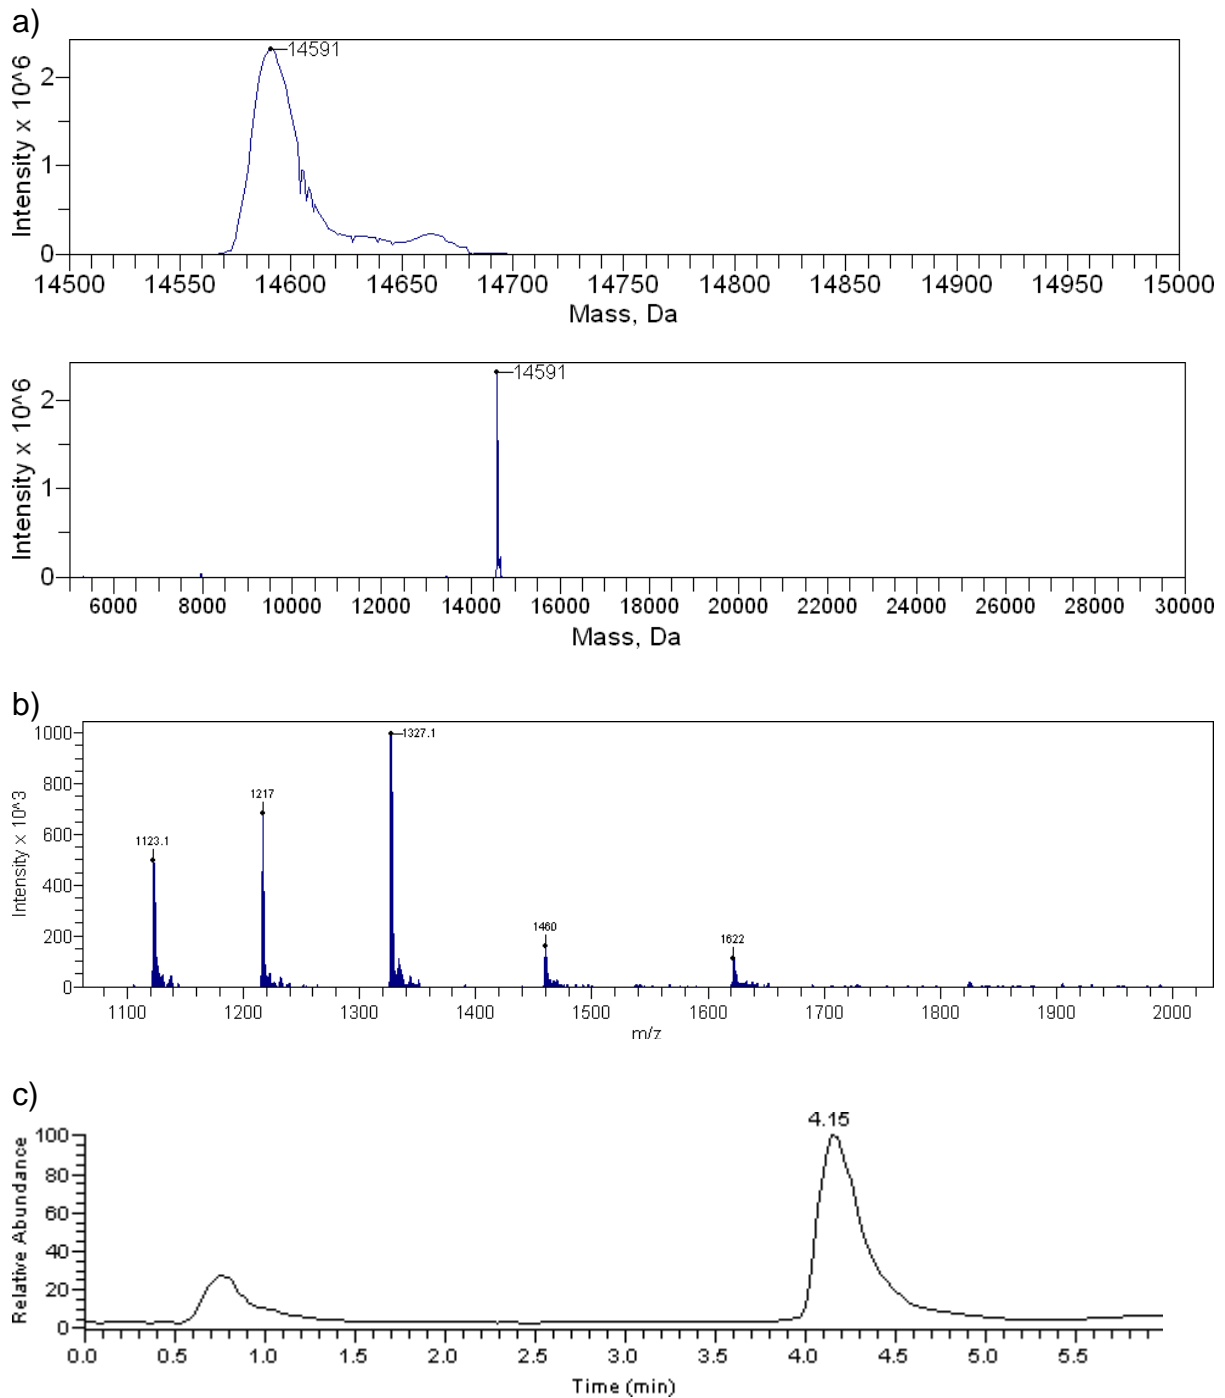 a)
14591
Intensity x 10^6
2
1
0
14500 14550 14600 14650 14700 14750 14800 14850 14900 14950 15000
Mass, Da
14591
Intensity x 10^6
2
1
0
6000 8000 10000 12000 14000 16000 18000 20000 22000 24000 26000 28000 30000
Mass, Da
b)
Intensity x 10^3
1000
800
600
400
200
0
1123.1
1217
1327.1
1460
1622
1100 1200 1300 1400 1500 1600 1700 1800 1900 2000
m/z
c)
4.15
Relative Abundance
100
80
60
40
20
0
0.0 0.5 1.0 1.5 2.0 2.5 3.0 3.5 4.0 4.5 5.0 5.5
Time (min)